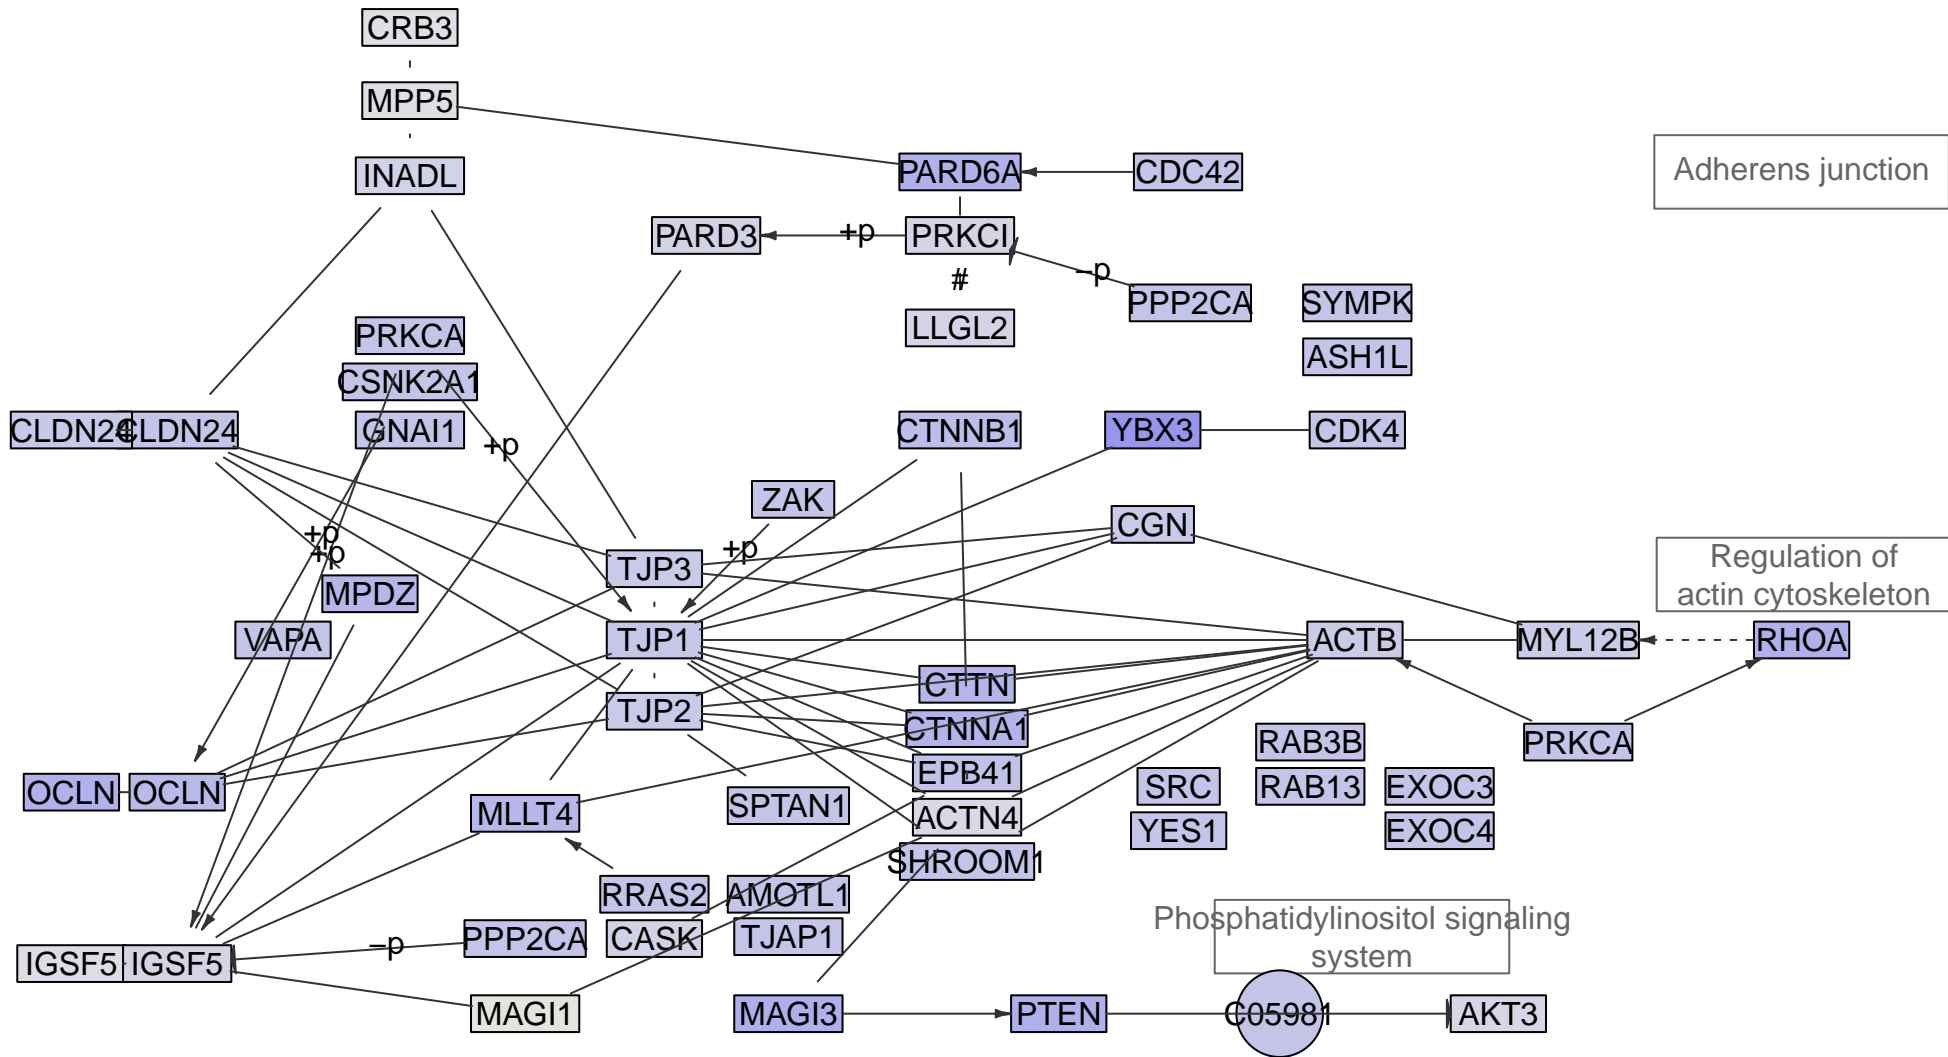 CRB3
MPP5
INADL
PARD6A
CDC42
Adherens junction
PARD3
+p
PRKCI
#
−p
PPP2CA
SYMPK
LLGL2
PRKCA
ASH1L
CSNK2A1
CLDN24
CLDN24
GNAI1
+p
CTNNB1
YBX3
CDK4
ZAK
CGN
+p
+p
+p
TJP3
MPDZ
Regulation of
actin cytoskeleton
VAPA
TJP1
ACTB
MYL12B
RHOA
CTTN
TJP2
CTNNA1
RAB3B
PRKCA
EPB41
OCLN
OCLN
MLLT4
SPTAN1
SRC
RAB13
EXOC3
ACTN4
YES1
EXOC4
SHROOM1
RRAS2
AMOTL1
Phosphatidylinositol signaling
system
PPP2CA
CASK
TJAP1
−p
IGSF5
IGSF5
MAGI1
MAGI3
PTEN
C05981
AKT3